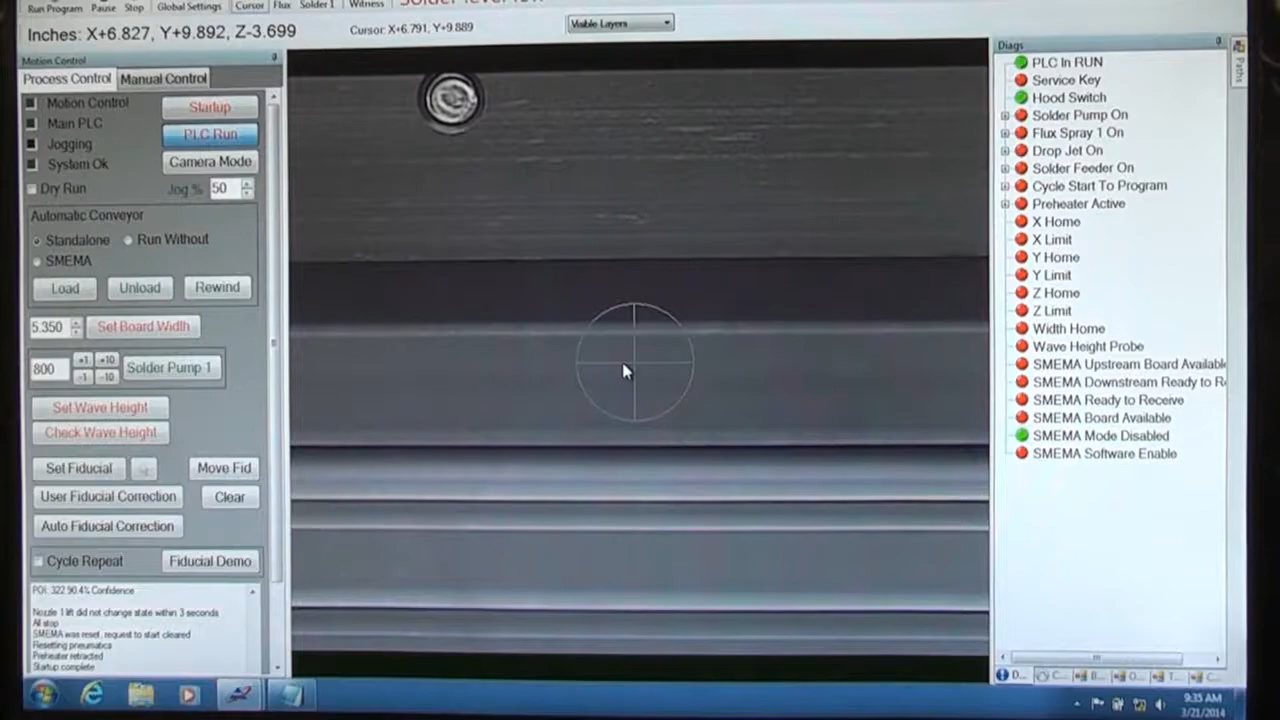 Run Program Pause Stop Global Settings Cursor Flux Solder 1 Witness
Inches: X+6.827, Y+9.892, Z-3.699
Cursor: X+6.791, Y+9.889
Visible Layers
Motion Control
Process Control Manual Control
Motion Control
Startup
Main PLC
PLC Run
Jogging
System Ok
Camera Mode
Dry Run
Jog % 50
Automatic Conveyor
Standalone Run Without
SMEMA
Load Unload Rewind
5.350 Set Board Width
800 +1 +10 -1 -10 Solder Pump 1
Set Wave Height
Check Wave Height
Set Fiducial Move Fid
User Fiducial Correction Clear
Auto Fiducial Correction
Cycle Repeat Fiducial Demo
POI: 322 90.4% Confidence
Nozzle 1 lift did not change state within 3 seconds
All stop
SMEMA was reset, request to start cleared
Resetting pneumatics
Preheater retracted
Startup complete
Diags
PLC In RUN
Service Key
Hood Switch
Solder Pump On
Flux Spray 1 On
Drop Jet On
Solder Feeder On
Cycle Start To Program
Preheater Active
X Home
X Limit
Y Home
Y Limit
Z Home
Z Limit
Width Home
Wave Height Probe
SMEMA Upstream Board Availabl
SMEMA Downstream Ready to R
SMEMA Ready to Receive
SMEMA Board Available
SMEMA Mode Disabled
SMEMA Software Enable
D... C... B... O... T... C...
Paths
9:35 AM
3/21/2014